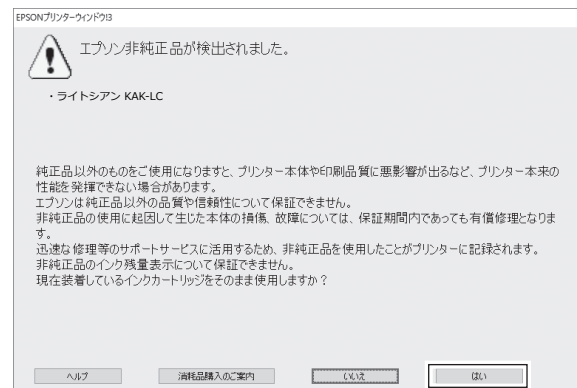 EPSONプリンターウィンドウ!3
エプソン非純正品が検出されました。
・ライトシアン KAK-LC
純正品以外のものをご使用になりますと、プリンター本体や印刷品質に悪影響が出るなど、プリンター本来の
性能を発揮できない場合があります。
エプソンは純正品以外の品質や信頼性について保証できません。
非純正品の使用に起因して生じた本体の損傷、故障については、保証期間内であっても有償修理となりま
す。
迅速な修理等のサポートサービスに活用するため、非純正品を使用したことがプリンターに記録されます。
非純正品のインク残量表示について保証できません。
現在装着しているインクカートリッジをそのまま使用しますか？
ヘルプ 消耗品購入のご案内 いいえ はい